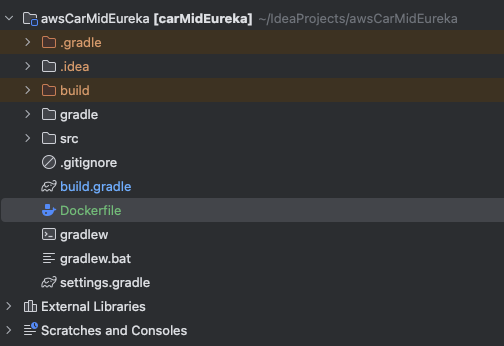 awsCarMidEureka [carMidEureka] ~/IdeaProjects/awsCarMidEureka
.gradle
.idea
build
gradle
src
.gitignore
build.gradle
Dockerfile
gradlew
gradlew.bat
settings.gradle
External Libraries
Scratches and Consoles